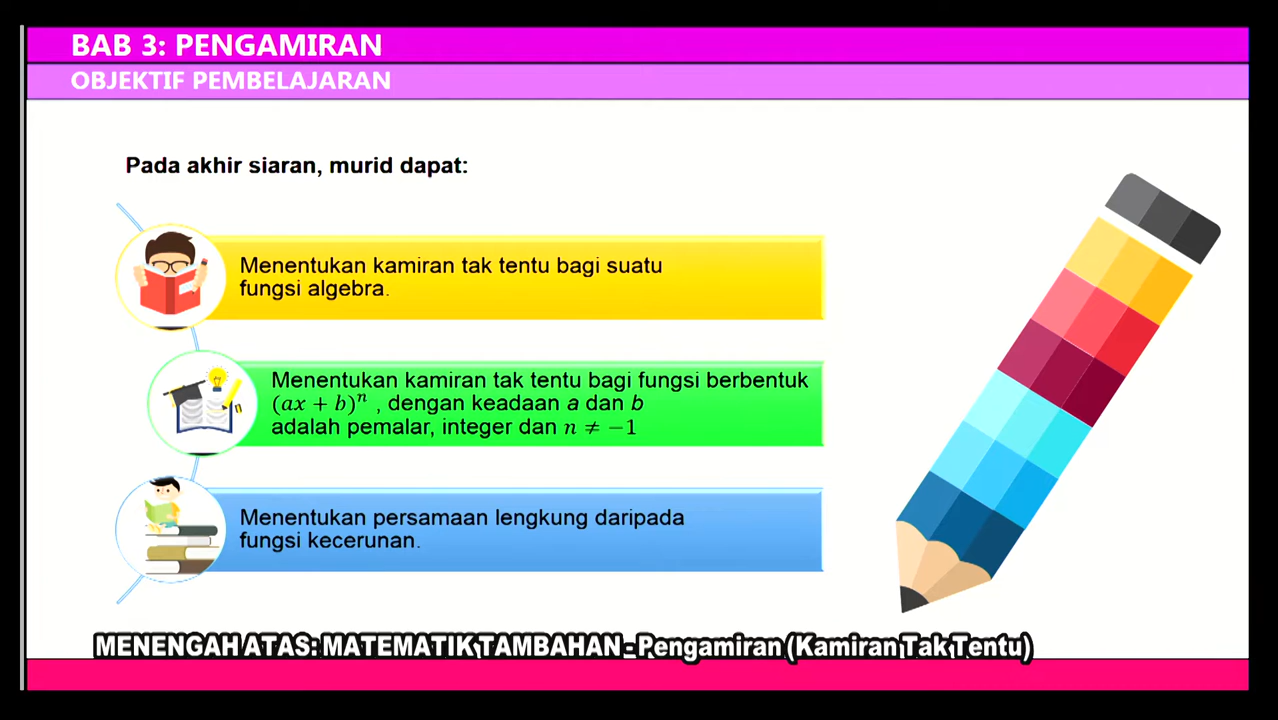 BAB 3: PENGAMIRAN
OBJEKTIF PEMBELAJARAN
Pada akhir siaran, murid dapat:
Menentukan kamiran tak tentu bagi suatu
fungsi algebra.
Menentukan kamiran tak tentu bagi fungsi berbentuk
(ax + b)ⁿ , dengan keadaan a dan b
adalah pemalar, integer dan n ≠ −1
Menentukan persamaan lengkung daripada
fungsi kecerunan.
MENENGAH ATAS: MATEMATIK TAMBAHAN - Pengamiran (Kamiran Tak Tentu)